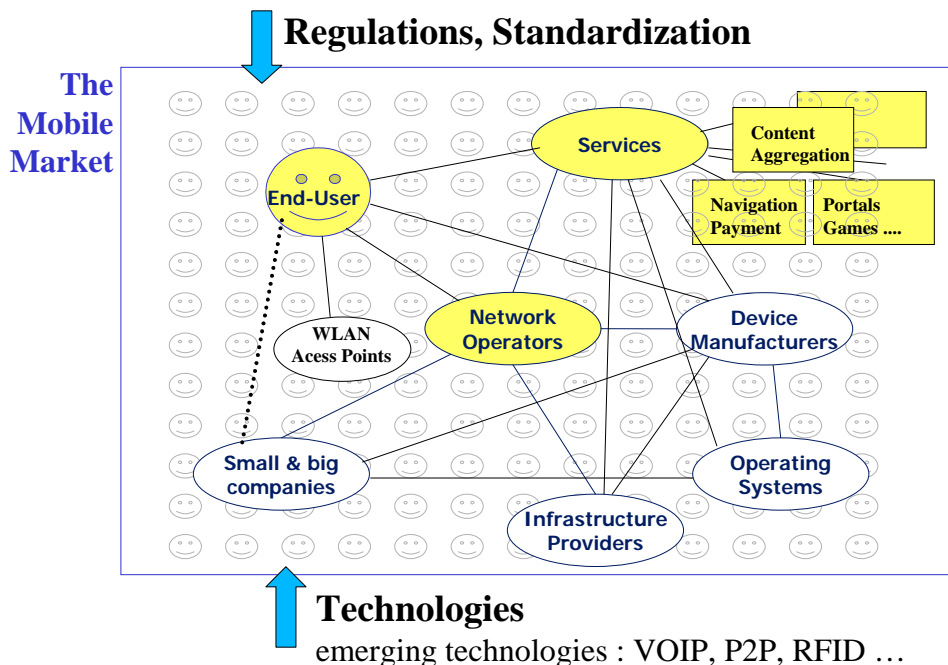 Regulations, Standardization
The
Mobile
Market
Services
Content
Aggregation
End-User
Navigation
Payment
Portals
Games ....
WLAN
Acess Points
Network
Operators
Device
Manufacturers
Small & big
companies
Operating
Systems
Infrastructure
Providers
Technologies
emerging technologies : VOIP, P2P, RFID …